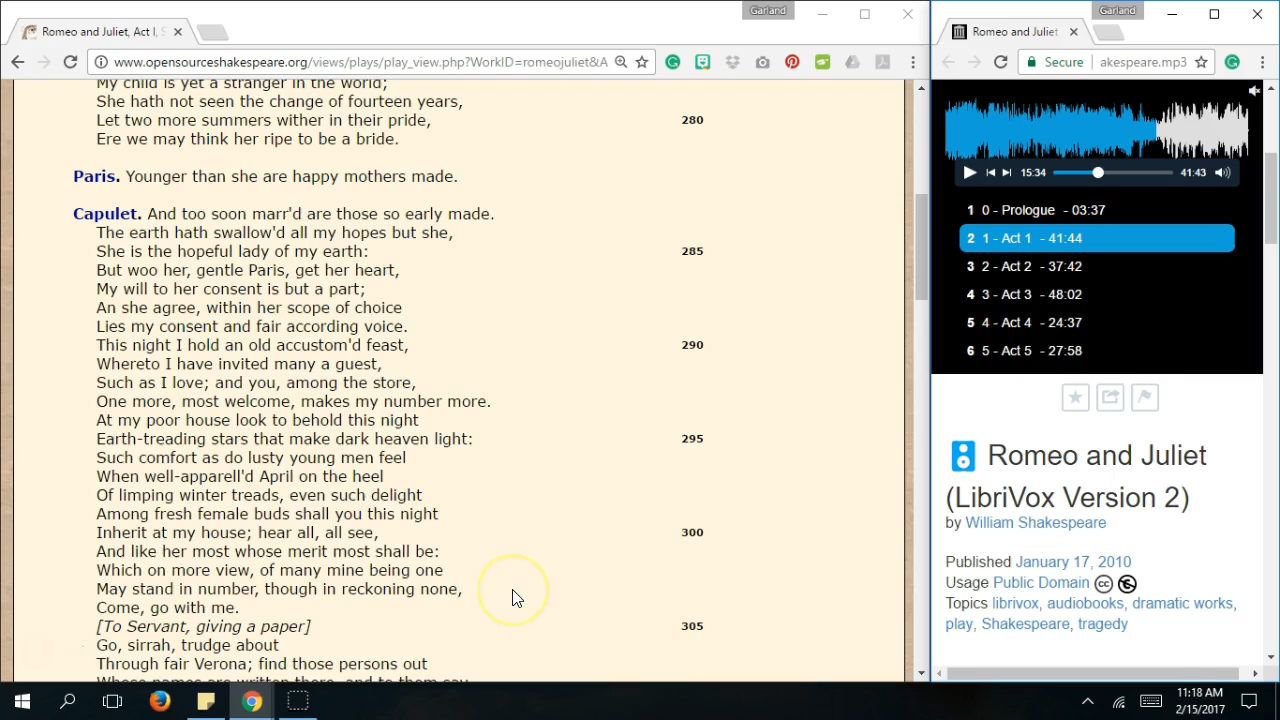 Garland
Romeo and Juliet, Act I, S
www.opensourceshakespeare.org/views/plays/play_view.php?WorkID=romeojuliet&A
My child is yet a stranger in the world;
She hath not seen the change of fourteen years,
Let two more summers wither in their pride, 280
Ere we may think her ripe to be a bride.
Paris. Younger than she are happy mothers made.
Capulet. And too soon marr'd are those so early made.
The earth hath swallow'd all my hopes but she,
She is the hopeful lady of my earth: 285
But woo her, gentle Paris, get her heart,
My will to her consent is but a part;
An she agree, within her scope of choice
Lies my consent and fair according voice.
This night I hold an old accustom'd feast, 290
Whereto I have invited many a guest,
Such as I love; and you, among the store,
One more, most welcome, makes my number more.
At my poor house look to behold this night
Earth-treading stars that make dark heaven light: 295
Such comfort as do lusty young men feel
When well-apparell'd April on the heel
Of limping winter treads, even such delight
Among fresh female buds shall you this night
Inherit at my house; hear all, all see, 300
And like her most whose merit most shall be:
Which on more view, of many mine being one
May stand in number, though in reckoning none,
Come, go with me.
[To Servant, giving a paper] 305
Go, sirrah, trudge about
Through fair Verona; find those persons out
Whose names are written there, and to them say,
Garland
Romeo and Juliet
Secure akespeare.mp3
15:34 41:43
1 0 - Prologue - 03:37
2 1 - Act 1 - 41:44
3 2 - Act 2 - 37:42
4 3 - Act 3 - 48:02
5 4 - Act 4 - 24:37
6 5 - Act 5 - 27:58
Romeo and Juliet
(LibriVox Version 2)
by William Shakespeare
Published January 17, 2010
Usage Public Domain
Topics librivox, audiobooks, dramatic works,
play, Shakespeare, tragedy
11:18 AM
2/15/2017